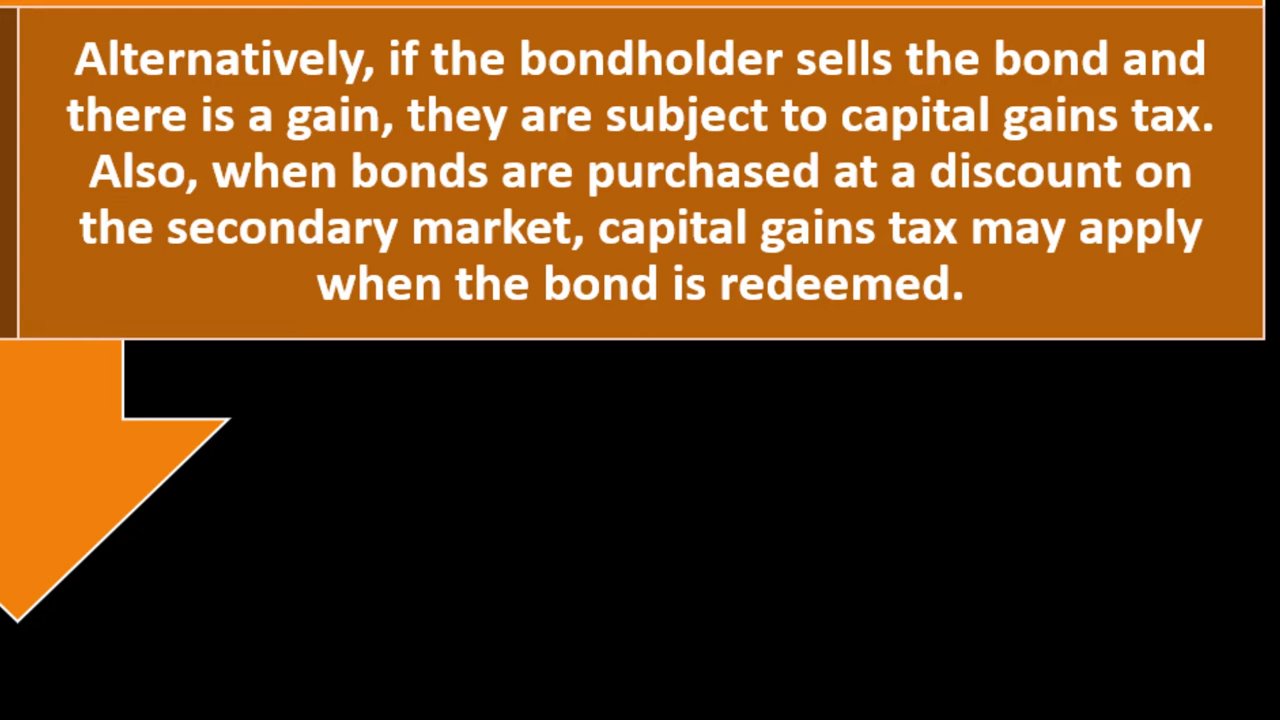 Alternatively, if the bondholder sells the bond and
there is a gain, they are subject to capital gains tax.
Also, when bonds are purchased at a discount on
the secondary market, capital gains tax may apply
when the bond is redeemed.